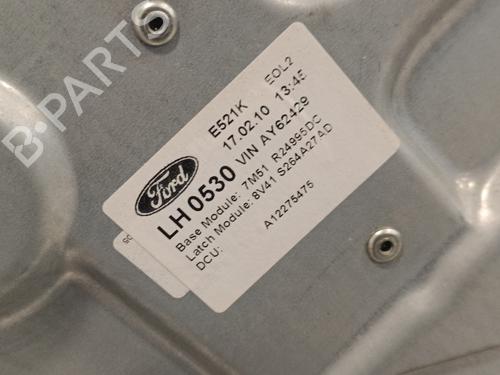 B-PARTS
E521K EOL2
17.02.10 13:45
Ford
LH 0530 VIN AY62429
Base Module: 7M51 R24995DC
Latch Module: 8V41 S264A27AD
DCU: A12275475